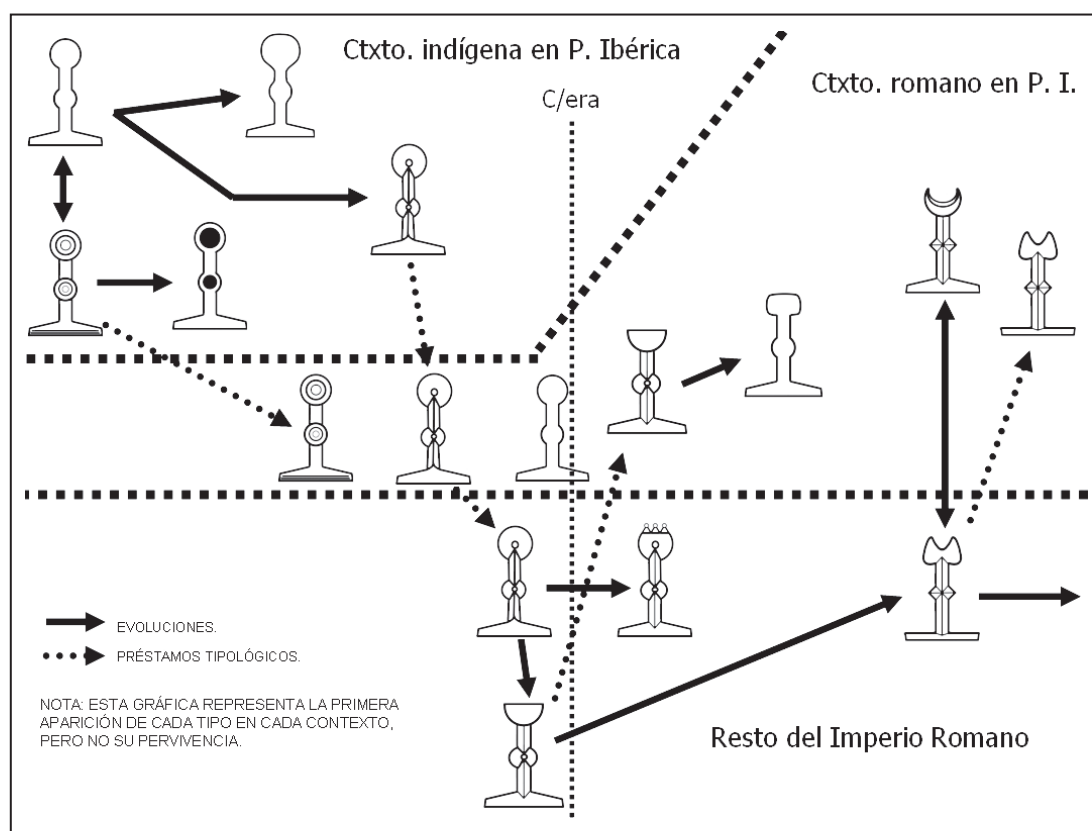 Ctxto. indígena en P. Ibérica
Ctxto. romano en P. I.
C/era
EVOLUCIONES.
PRÉSTAMOS TIPOLÓGICOS.
NOTA: ESTA GRÁFICA REPRESENTA LA PRIMERA
APARICIÓN DE CADA TIPO EN CADA CONTEXTO,
PERO NO SU PERVIVENCIA.
Resto del Imperio Romano